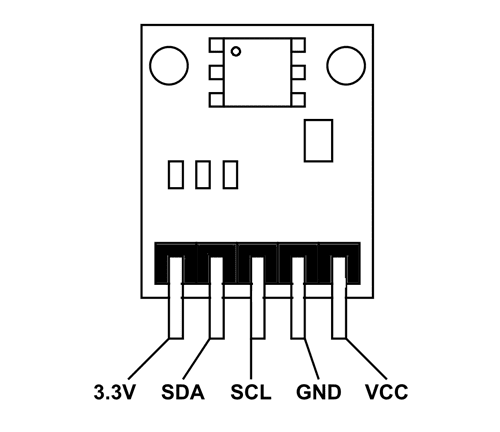 3.3V SDA SCL GND VCC